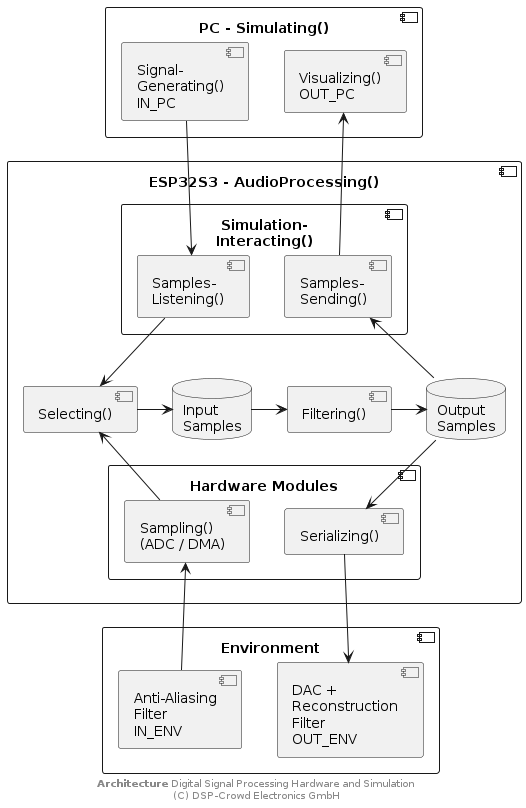 PC - Simulating()
Signal-
Generating()
IN_PC
Visualizing()
OUT_PC
ESP32S3 - AudioProcessing()
Simulation-
Interacting()
Samples-
Listening()
Samples-
Sending()
Selecting()
Input
Samples
Filtering()
Output
Samples
Hardware Modules
Sampling()
(ADC / DMA)
Serializing()
Environment
Anti-Aliasing
Filter
IN_ENV
DAC +
Reconstruction
Filter
OUT_ENV
Architecture Digital Signal Processing Hardware and Simulation
(C) DSP-Crowd Electronics GmbH